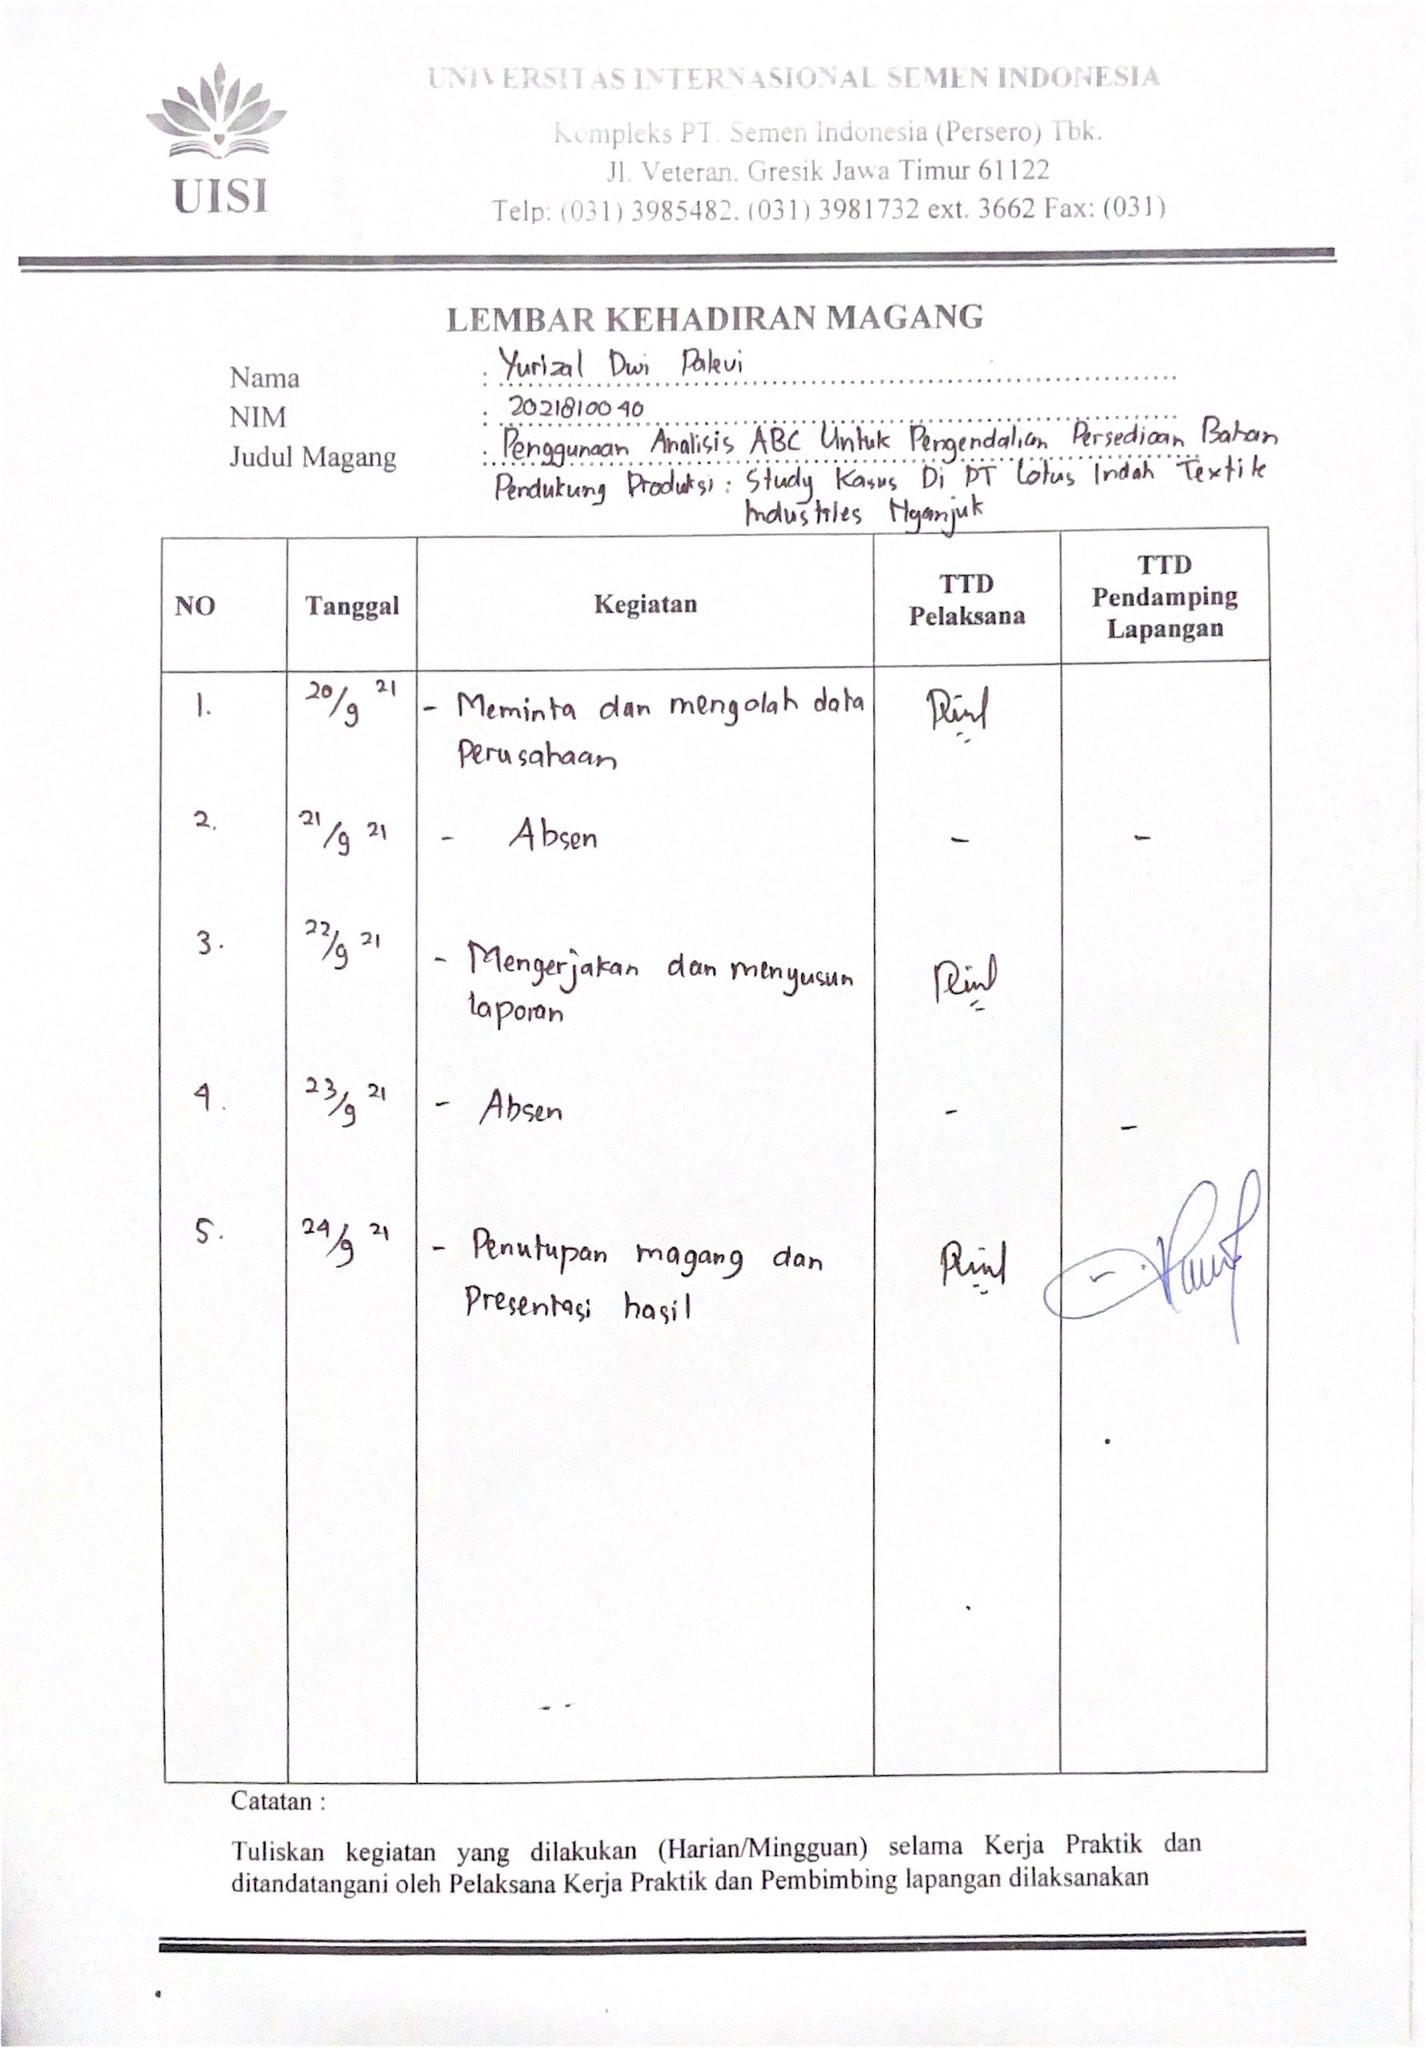 UNIVERSITAS INTERNASIONAL SEMEN INDONESIA
Kompleks PT. Semen Indonesia (Persero) Tbk.
Jl. Veteran. Gresik Jawa Timur 61122
Telp: (031) 3985482. (031) 3981732 ext. 3662 Fax: (031)
UISI
LEMBAR KEHADIRAN MAGANG
Nama : Yurizal Dwi Palevi
NIM : 2021810040
Judul Magang : Penggunaan Analisis ABC Untuk Pengendalian Persediaan Bahan
Pendukung Produksi : Study Kasus Di PT Lotus Indah Textile
Industries Nganjuk
NO Tanggal Kegiatan TTD Pelaksana TTD Pendamping Lapangan
1. 20/9 21 - Meminta dan mengolah data
perusahaan
2. 21/9 21 - Absen - -
3. 22/9 21 - Mengerjakan dan menyusun
laporan
4. 23/9 21 - Absen - -
5. 24/9 21 - Penutupan magang dan
Presentasi hasil
Catatan :
Tuliskan kegiatan yang dilakukan (Harian/Mingguan) selama Kerja Praktik dan
ditandatangani oleh Pelaksana Kerja Praktik dan Pembimbing lapangan dilaksanakan